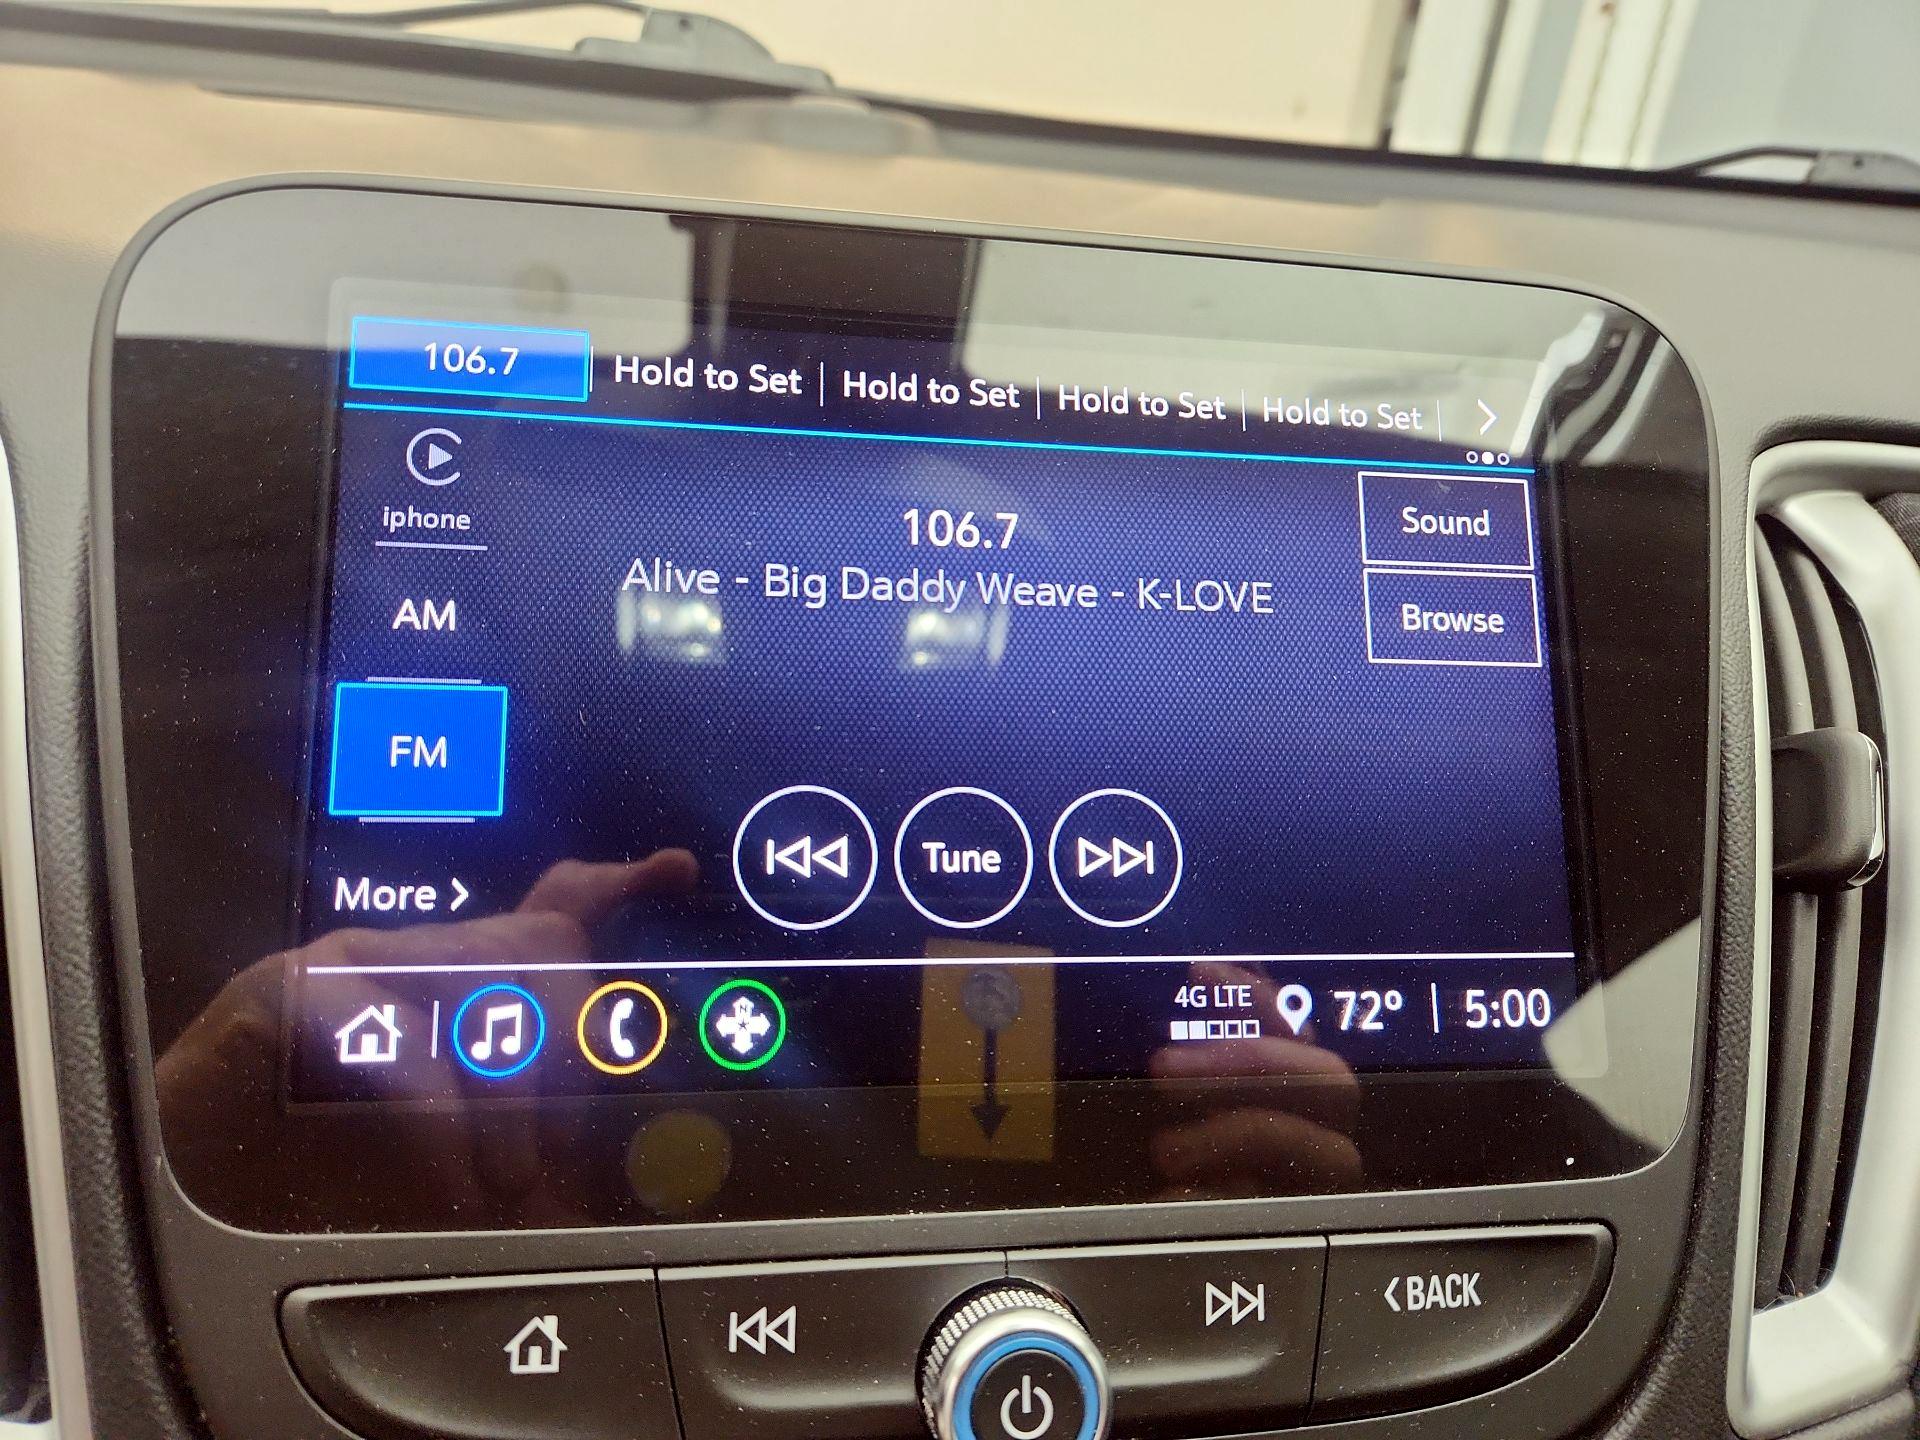 106.7 Hold to Set Hold to Set Hold to Set Hold to Set
iphone
106.7
Sound
Alive - Big Daddy Weave - K-LOVE
AM
Browse
FM
Tune
More
4G LTE 72° 5:00
N
BACK